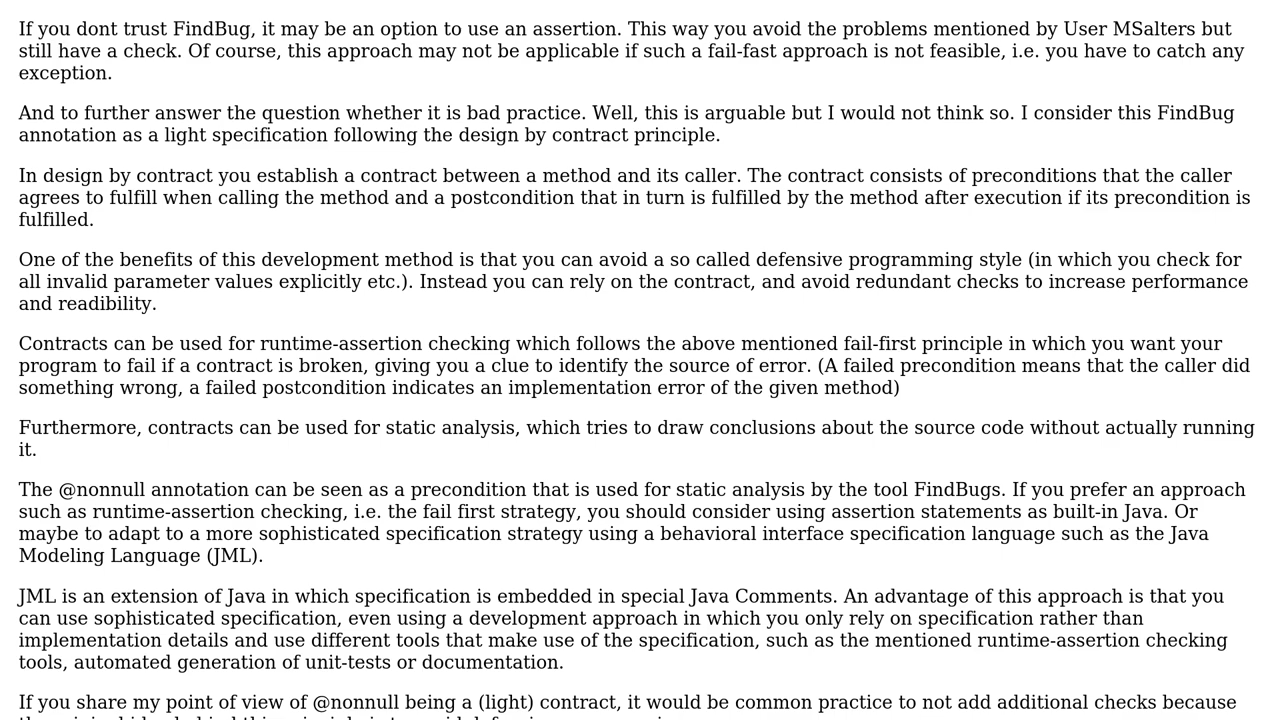 If you dont trust FindBug, it may be an option to use an assertion. This way you avoid the problems mentioned by User MSalters but
still have a check. Of course, this approach may not be applicable if such a fail-fast approach is not feasible, i.e. you have to catch any
exception.
And to further answer the question whether it is bad practice. Well, this is arguable but I would not think so. I consider this FindBug
annotation as a light specification following the design by contract principle.
In design by contract you establish a contract between a method and its caller. The contract consists of preconditions that the caller
agrees to fulfill when calling the method and a postcondition that in turn is fulfilled by the method after execution if its precondition is
fulfilled.
One of the benefits of this development method is that you can avoid a so called defensive programming style (in which you check for
all invalid parameter values explicitly etc.). Instead you can rely on the contract, and avoid redundant checks to increase performance
and readibility.
Contracts can be used for runtime-assertion checking which follows the above mentioned fail-first principle in which you want your
program to fail if a contract is broken, giving you a clue to identify the source of error. (A failed precondition means that the caller did
something wrong, a failed postcondition indicates an implementation error of the given method)
Furthermore, contracts can be used for static analysis, which tries to draw conclusions about the source code without actually running
it.
The @nonnull annotation can be seen as a precondition that is used for static analysis by the tool FindBugs. If you prefer an approach
such as runtime-assertion checking, i.e. the fail first strategy, you should consider using assertion statements as built-in Java. Or
maybe to adapt to a more sophisticated specification strategy using a behavioral interface specification language such as the Java
Modeling Language (JML).
JML is an extension of Java in which specification is embedded in special Java Comments. An advantage of this approach is that you
can use sophisticated specification, even using a development approach in which you only rely on specification rather than
implementation details and use different tools that make use of the specification, such as the mentioned runtime-assertion checking
tools, automated generation of unit-tests or documentation.
If you share my point of view of @nonnull being a (light) contract, it would be common practice to not add additional checks because